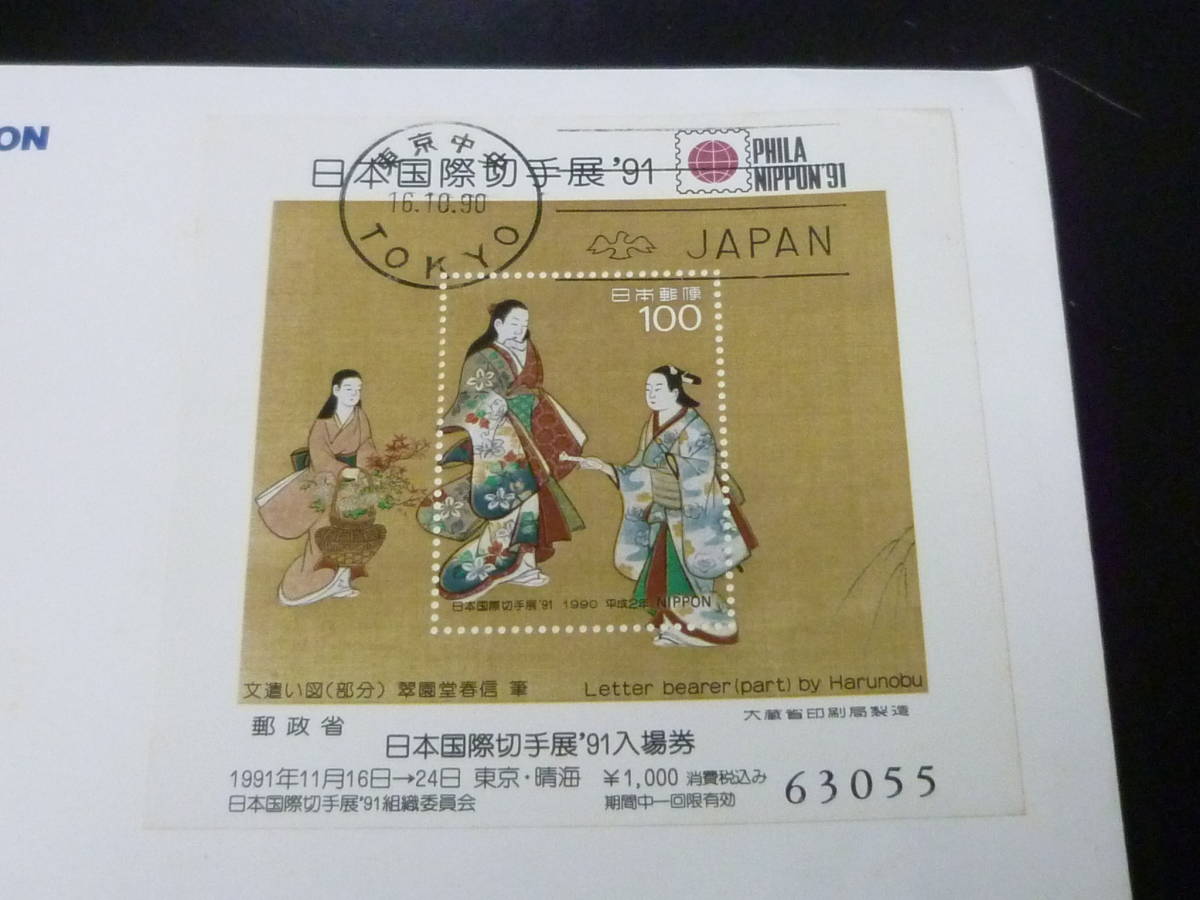 ON
日本国際切手展'91
PHILA
NIPPON'91
東京中央
16.10.90
TOKYO
JAPAN
日本郵便
100
日本国際切手展'91 1990 平成2年 NIPPON
文遣い図(部分) 翠園堂春信 筆 Letter bearer(part) by Harunobu
郵政省
大蔵省印刷局製造
日本国際切手展'91入場券
1991年11月16日→24日 東京・晴海 ¥1,000 消費税込み
日本国際切手展'91組織委員会 期間中一回限有効
63055